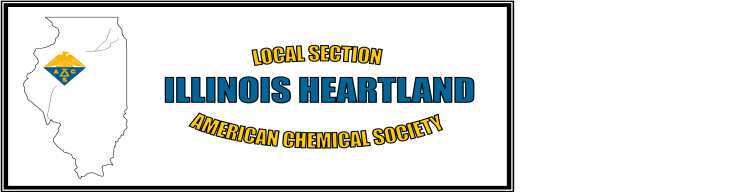 LOCAL SECTION
ILLINOIS HEARTLAND
AMERICAN CHEMICAL SOCIETY
A C
S